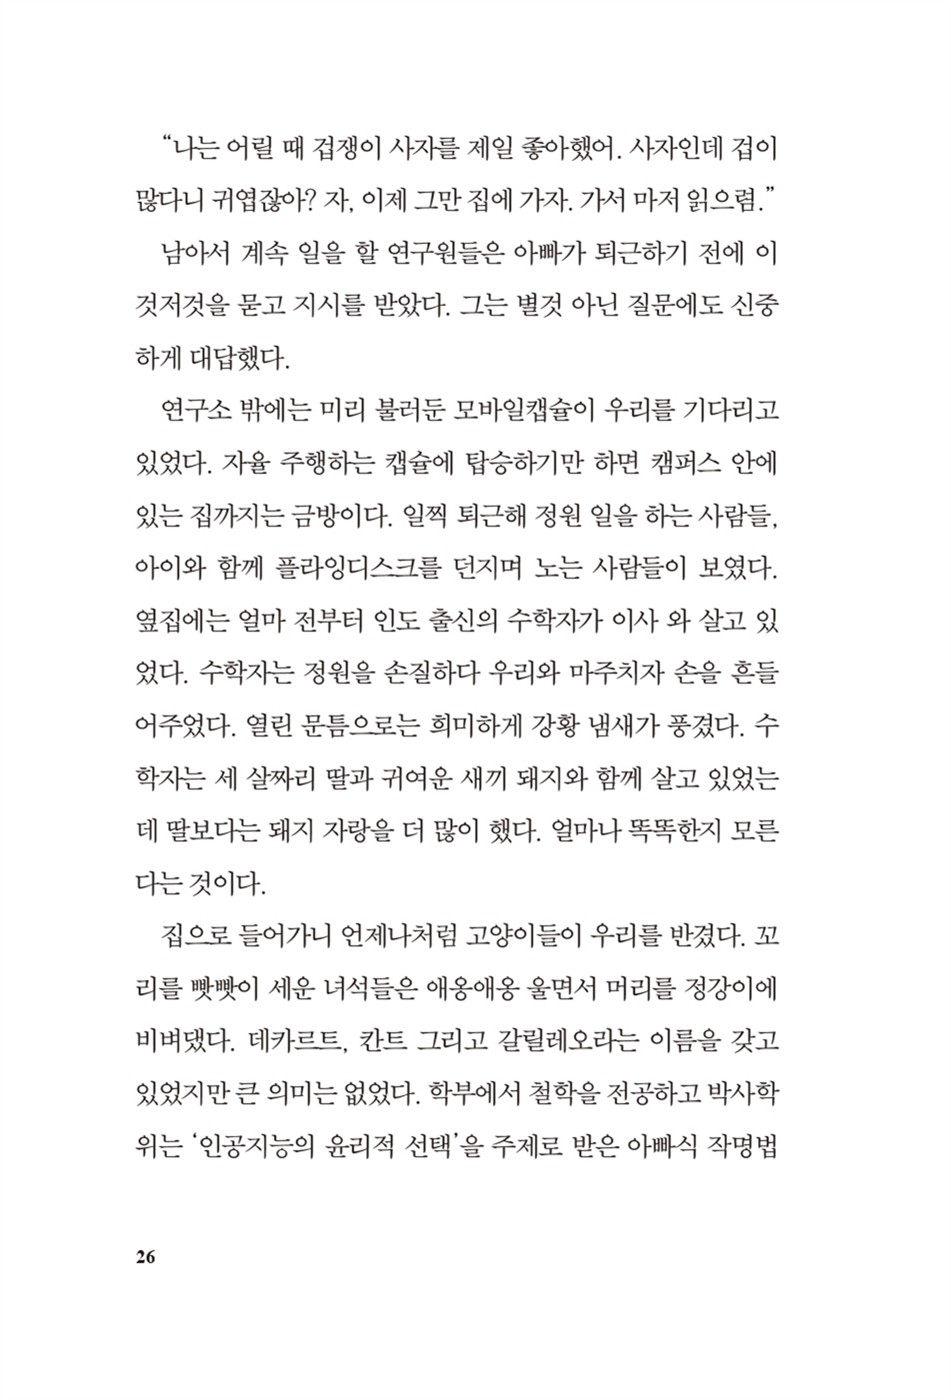 “나는 어릴 때 겁쟁이 사자를 제일 좋아했어. 사자인데 겁이
많다니 귀엽잖아? 자, 이제 그만 집에 가자. 가서 마저 읽으렴.”
남아서 계속 일을 할 연구원들은 아빠가 퇴근하기 전에 이
것저것을 묻고 지시를 받았다. 그는 별것 아닌 질문에도 신중
하게 대답했다.
연구소 밖에는 미리 불러둔 모바일캡슐이 우리를 기다리고
있었다. 자율 주행하는 캡슐에 탑승하기만 하면 캠퍼스 안에
있는 집까지는 금방이다. 일찍 퇴근해 정원 일을 하는 사람들,
아이와 함께 플라잉디스크를 던지며 노는 사람들이 보였다.
옆집에는 얼마 전부터 인도 출신의 수학자가 이사 와 살고 있
었다. 수학자는 정원을 손질하다 우리와 마주치자 손을 흔들
어주었다. 열린 문틈으로는 희미하게 강황 냄새가 풍겼다. 수
학자는 세 살짜리 딸과 귀여운 새끼 돼지와 함께 살고 있었는
데 딸보다는 돼지 자랑을 더 많이 했다. 얼마나 똑똑한지 모른
다는 것이다.
집으로 들어가니 언제나처럼 고양이들이 우리를 반겼다. 꼬
리를 빳빳이 세운 녀석들은 애옹애옹 울면서 머리를 정강이에
비벼댔다. 데카르트, 칸트 그리고 갈릴레오라는 이름을 갖고
있었지만 큰 의미는 없었다. 학부에서 철학을 전공하고 박사학
위는 ‘인공지능의 윤리적 선택’을 주제로 받은 아빠식 작명법
26